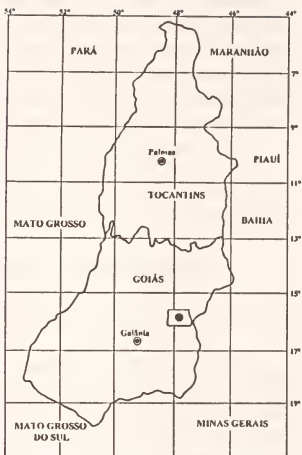 54° 52° 50° 48° 46° 44°
PARÁ
MARANHÃO
7°
9°
Palmas
PIAUÍ
11°
TOCANTINS
MATO GROSSO
BAHIA
13°
GOIÁS
15°
Goiânia
17°
19°
MATO GROSSO
DO SUL
MINAS GERAIS